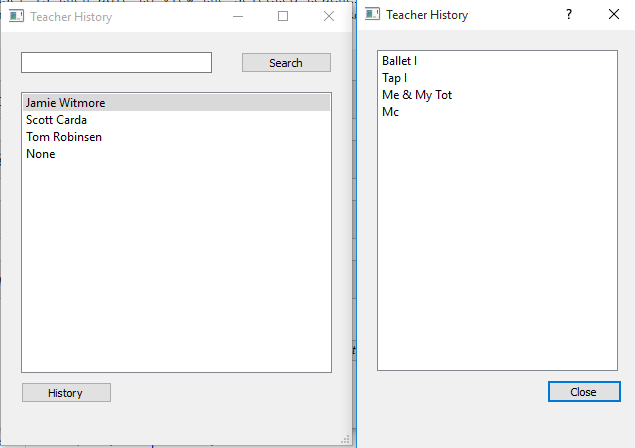 Teacher History
Search
Jamie Witmore
Scott Carda
Tom Robinsen
None
History
Teacher History
?
Ballet I
Tap I
Me & My Tot
Mc
Close